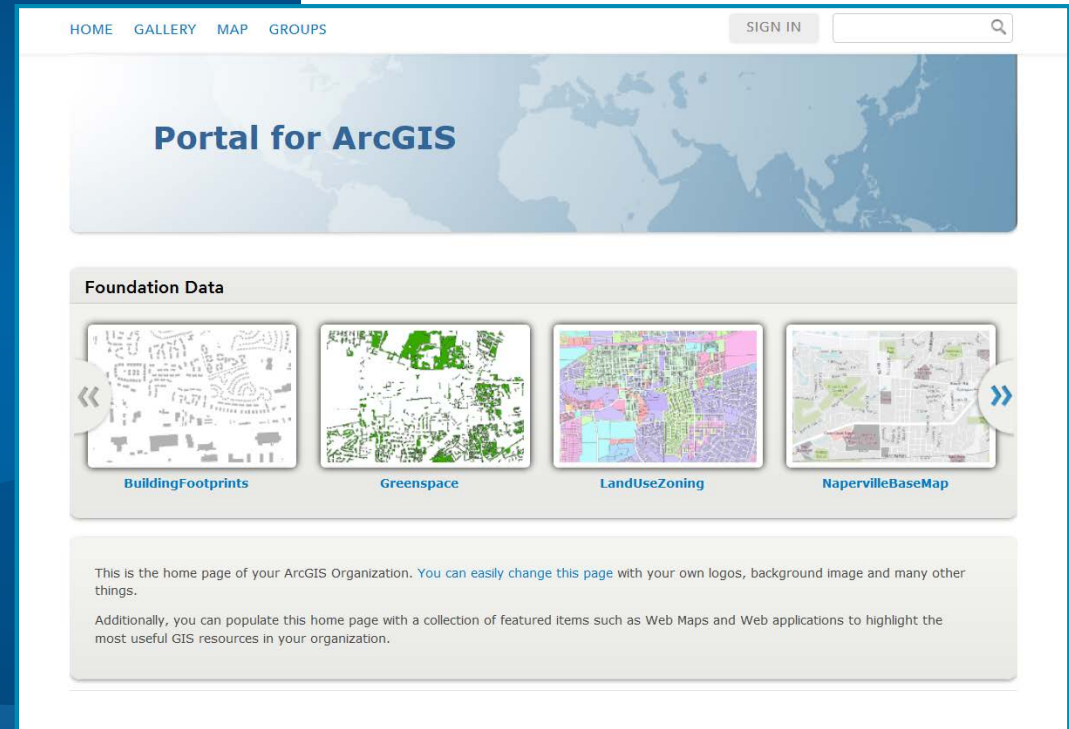 HOME GALLERY MAP GROUPS SIGN IN
Portal for ArcGIS
Foundation Data
BuildingFootprints Greenspace LandUseZoning NapervilleBaseMap
This is the home page of your ArcGIS Organization. You can easily change this page with your own logos, background image and many other
things.
Additionally, you can populate this home page with a collection of featured items such as Web Maps and Web applications to highlight the
most useful GIS resources in your organization.